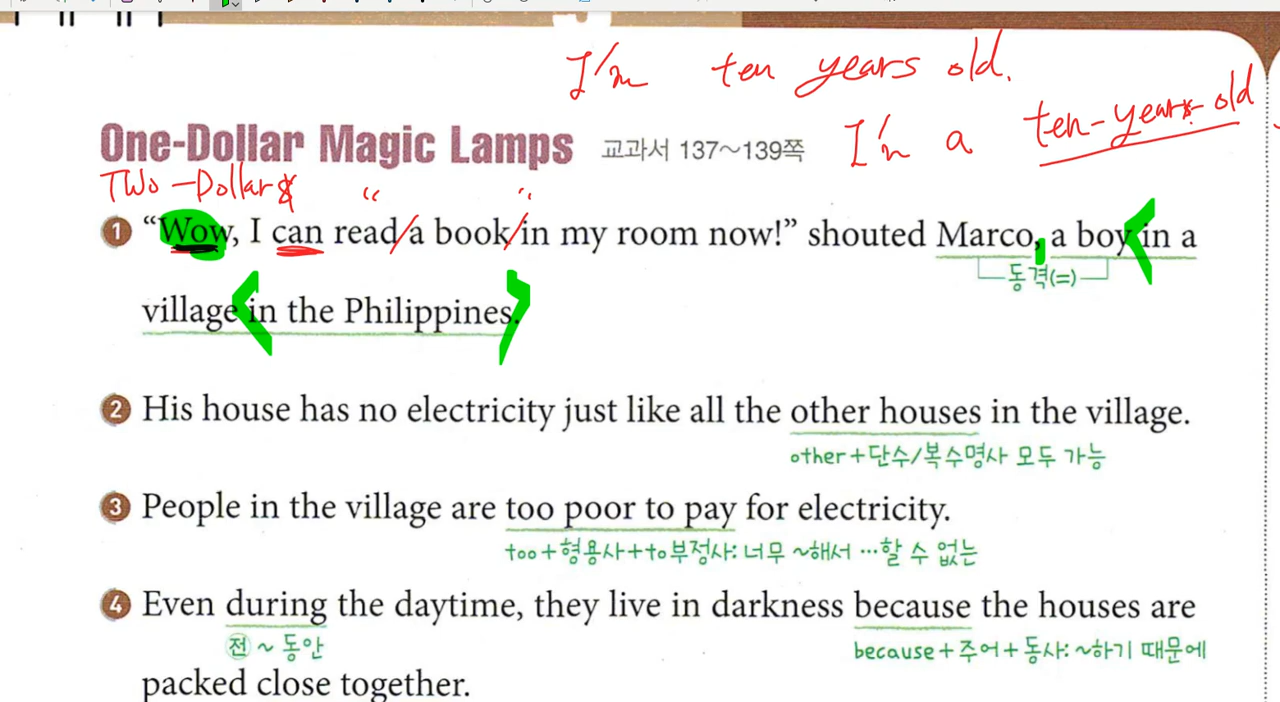 I'm ten years old.
I'm a ten-years old
One-Dollar Magic Lamps 교과서 137~139쪽
TWO-Dollars " "
1 “Wow, I can read/a book/in my room now!” shouted Marco, a boy <in a
동격(=)
village <in the Philippines>.
2 His house has no electricity just like all the other houses in the village.
other+단수/복수명사 모두 가능
3 People in the village are too poor to pay for electricity.
too+형용사+to부정사: 너무 ~해서 …할 수 없는
4 Even during the daytime, they live in darkness because the houses are
전 ~ 동안 because+주어+동사: ~하기 때문에
packed close together.